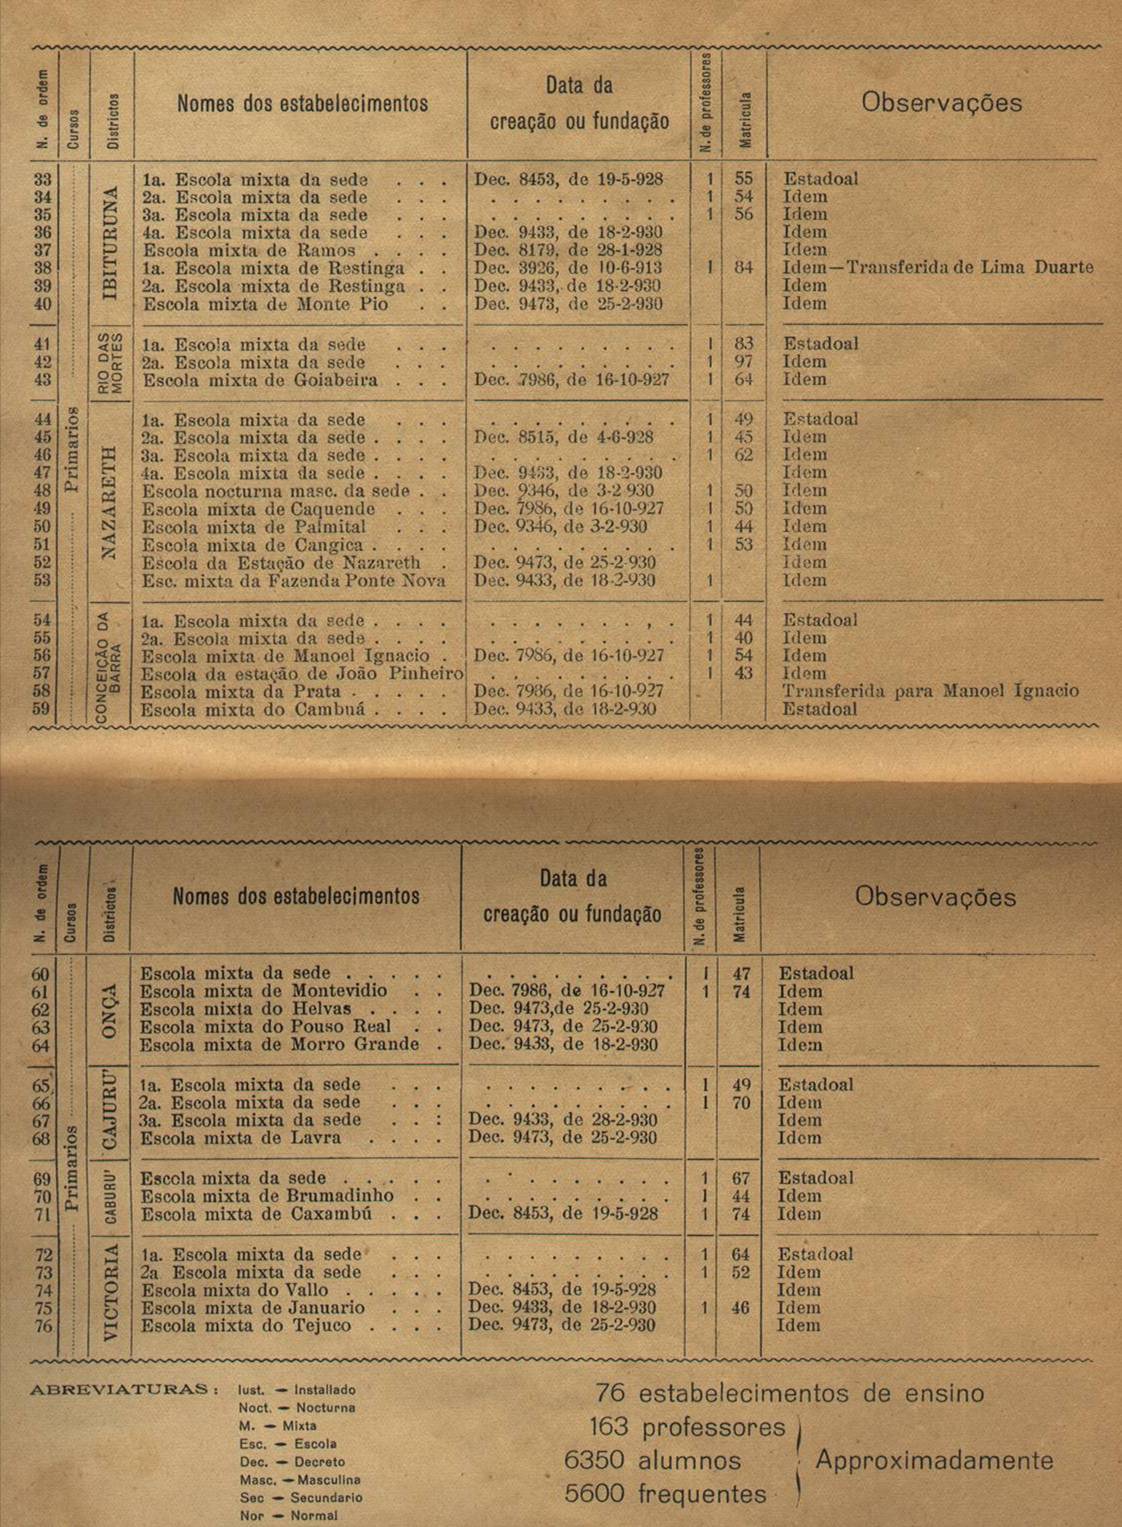 N. de ordem Cursos Districtos Nomes dos estabelecimentos Data da creação ou fundação N. de professores Matricula Observações
Primarios
IBITURUNA
33 1a. Escola mixta da sede . . . Dec. 8453, de 19-5-928 1 55 Estadoal
34 2a. Escola mixta da sede . . . . . . . . . . . . . 1 54 Idem
35 3a. Escola mixta da sede . . . . . . . . . . . . . 1 56 Idem
36 4a. Escola mixta da sede . . . Dec. 9433, de 18-2-930 Idem
37 Escola mixta de Ramos . . . . Dec. 8179, de 28-1-928 Idem
38 1a. Escola mixta de Restinga . . Dec. 3926, de 10-6-913 1 84 Idem—Transferida de Lima Duarte
39 2a. Escola mixta de Restinga . . Dec. 9433, de 18-2-930 Idem
40 Escola mixta de Monte Pio . . Dec. 9473, de 25-2-930 Idem
RIO DAS MORTES
41 1a. Escola mixta da sede . . . . . . . . . . . . . 1 83 Estadoal
42 2a. Escola mixta da sede . . . . . . . . . . . . . 1 97 Idem
43 Escola mixta de Goiabeira . . . Dec. 7986, de 16-10-927 1 64 Idem
NAZARETH
44 1a. Escola mixta da sede . . . . . . . . . . . . . 1 49 Estadoal
45 2a. Escola mixta da sede . . . . Dec. 8515, de 4-6-928 1 45 Idem
46 3a. Escola mixta da sede . . . . . . . . . . . . . . 1 62 Idem
47 4a. Escola mixta da sede . . . . Dec. 9433, de 18-2-930 Idem
48 Escola nocturna masc. da sede . . Dec. 9346, de 3-2-930 1 50 Idem
49 Escola mixta de Caquende . . . Dec. 7986, de 16-10-927 1 50 Idem
50 Escola mixta de Palmital . . . Dec. 9346, de 3-2-930 1 44 Idem
51 Escola mixta de Cangica . . . . . . . . . . . . . . 1 53 Idem
52 Escola da Estação de Nazareth . Dec. 9473, de 25-2-930 Idem
53 Esc. mixta da Fazenda Ponte Nova Dec. 9433, de 18-2-930 1 Idem
CONCEIÇÃO DA BARRA
54 1a. Escola mixta da sede . . . . . . . . . . . . , . 1 44 Estadoal
55 2a. Escola mixta da sede . . . . . . . . . . . . . . 1 40 Idem
56 Escola mixta de Manoel Ignacio . Dec. 7986, de 16-10-927 1 54 Idem
57 Escola da estação de João Pinheiro . . . . . . . . . . 1 43 Idem
58 Escola mixta da Prata . . . . . Dec. 7986, de 16-10-927 Transferida para Manoel Ignacio
59 Escola mixta do Cambuá . . . . Dec. 9433, de 18-2-930 Estadoal
N. de ordem Cursos Districtos Nomes dos estabelecimentos Data da creação ou fundação N. de professores Matricula Observações
Primarios
ONÇA
60 Escola mixta da sede . . . . . . . . . . . . . . . 1 47 Estadoal
61 Escola mixta de Montevidio . . Dec. 7986, de 16-10-927 1 74 Idem
62 Escola mixta do Helvas . . . . Dec. 9473,de 25-2-930 Idem
63 Escola mixta do Pouso Real . . Dec. 9473, de 25-2-930 Idem
64 Escola mixta de Morro Grande . Dec. 9433, de 18-2-930 Idem
CAJURU'
65 1a. Escola mixta da sede . . . . . . . . . . . . . 1 49 Estadoal
66 2a. Escola mixta da sede . . . . . . . . . . . . . 1 70 Idem
67 3a. Escola mixta da sede . . : Dec. 9433, de 28-2-930 Idem
68 Escola mixta de Lavra . . . . Dec. 9473, de 25-2-930 Idem
CABURU'
69 Escola mixta da sede . . . . . . . . . . . . . . 1 67 Estadoal
70 Escola mixta de Brumadinho . . . . . . . . . . . . 1 44 Idem
71 Escola mixta de Caxambú . . . Dec. 8453, de 19-5-928 1 74 Idem
VICTORIA
72 1a. Escola mixta da sede . . . . . . . . . . . . . 1 64 Estadoal
73 2a Escola mixta da sede . . . . . . . . . . . . . 1 52 Idem
74 Escola mixta do Vallo . . . . . Dec. 8453, de 19-5-928 Idem
75 Escola mixta de Januario . . . Dec. 9433, de 18-2-930 1 46 Idem
76 Escola mixta do Tejuco . . . . Dec. 9473, de 25-2-930 Idem
ABREVIATURAS : Iust. — Installado
Noct. — Nocturna
M. — Mixta
Esc. — Escola
Dec. — Decreto
Masc. — Masculina
Sec — Secundario
Nor — Normal
76 estabelecimentos de ensino
163 professores
6350 alumnos Approximadamente
5600 frequentes